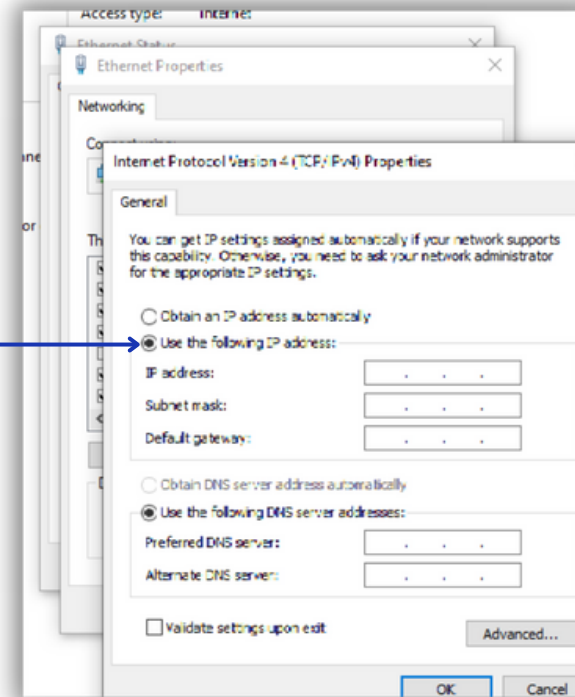 Access type: Internet
Ethernet Status
Ethernet Properties
Networking
Internet Protocol Version 4 (TCP/IPv4) Properties
General
You can get IP settings assigned automatically if your network supports
this capability. Otherwise, you need to ask your network administrator
for the appropriate IP settings.
Obtain an IP address automatically
Use the following IP address:
IP address:
Subnet mask:
Default gateway:
Obtain DNS server address automatically
Use the following DNS server addresses:
Preferred DNS server:
Alternate DNS server:
Validate settings upon exit
Advanced...
OK
Cancel